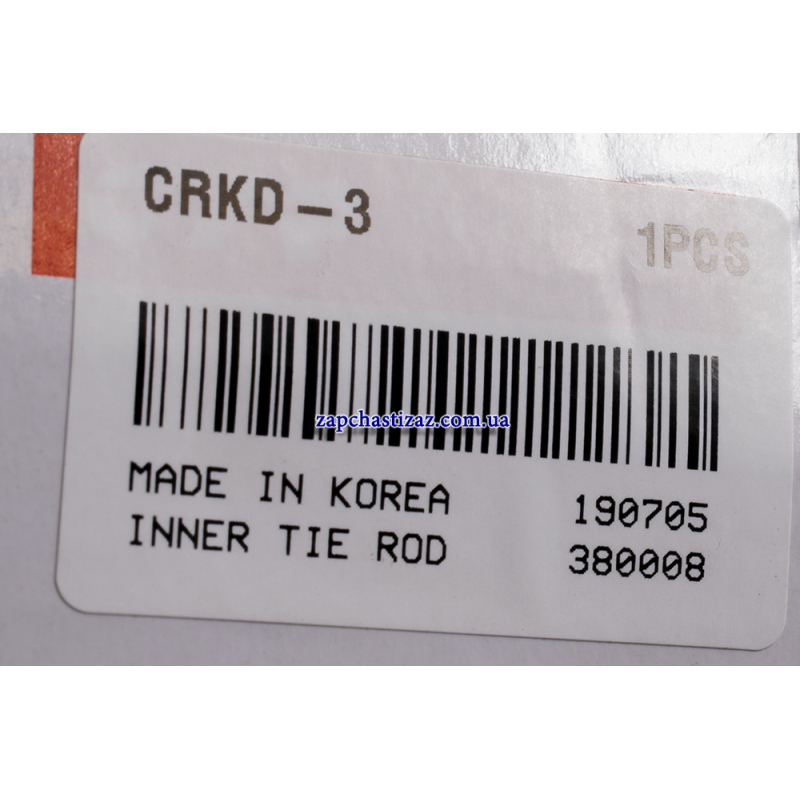 CRKD-3
1PCS
zapchastizaz.com.ua
MADE IN KOREA 190705
INNER TIE ROD 380008